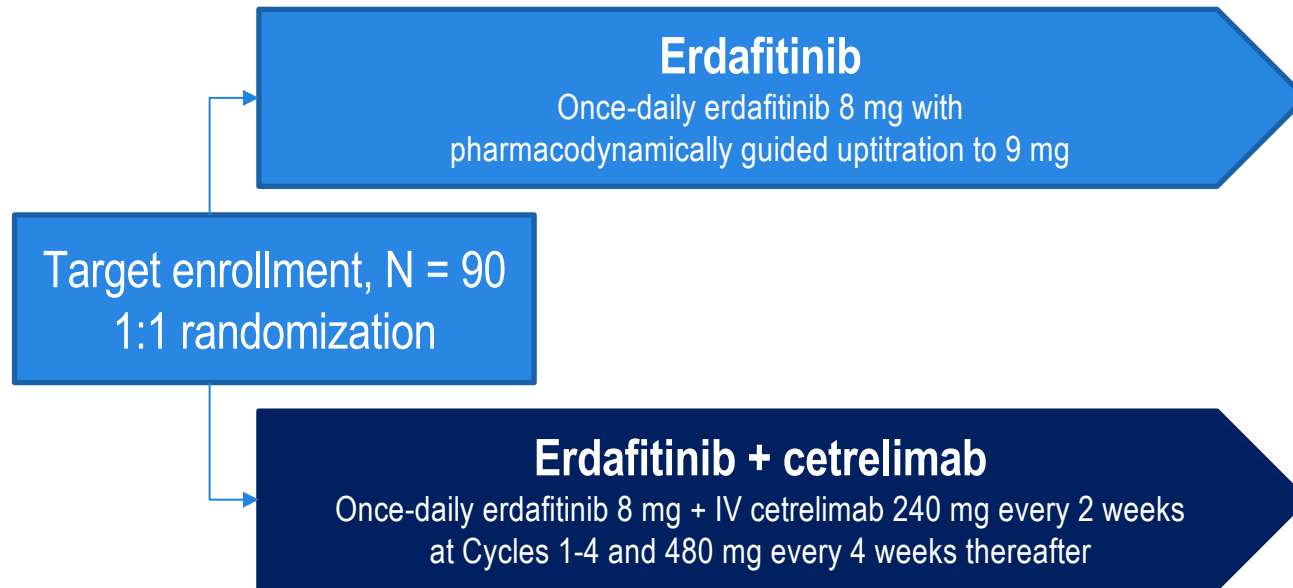 Erdafitinib
Once-daily erdafitinib 8 mg with
pharmacodynamically guided uptitration to 9 mg
Target enrollment, N = 90
1:1 randomization
Erdafitinib + cetrelimab
Once-daily erdafitinib 8 mg + IV cetrelimab 240 mg every 2 weeks
at Cycles 1-4 and 480 mg every 4 weeks thereafter